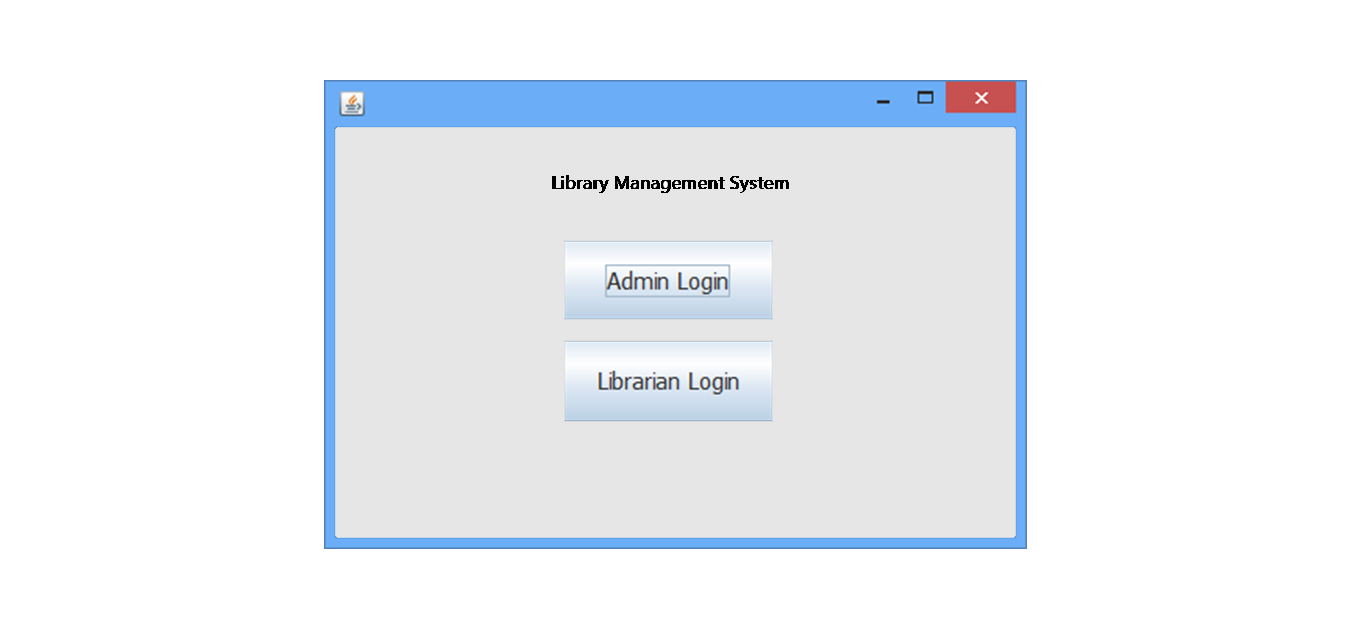 Library Management System
Admin Login
Librarian Login